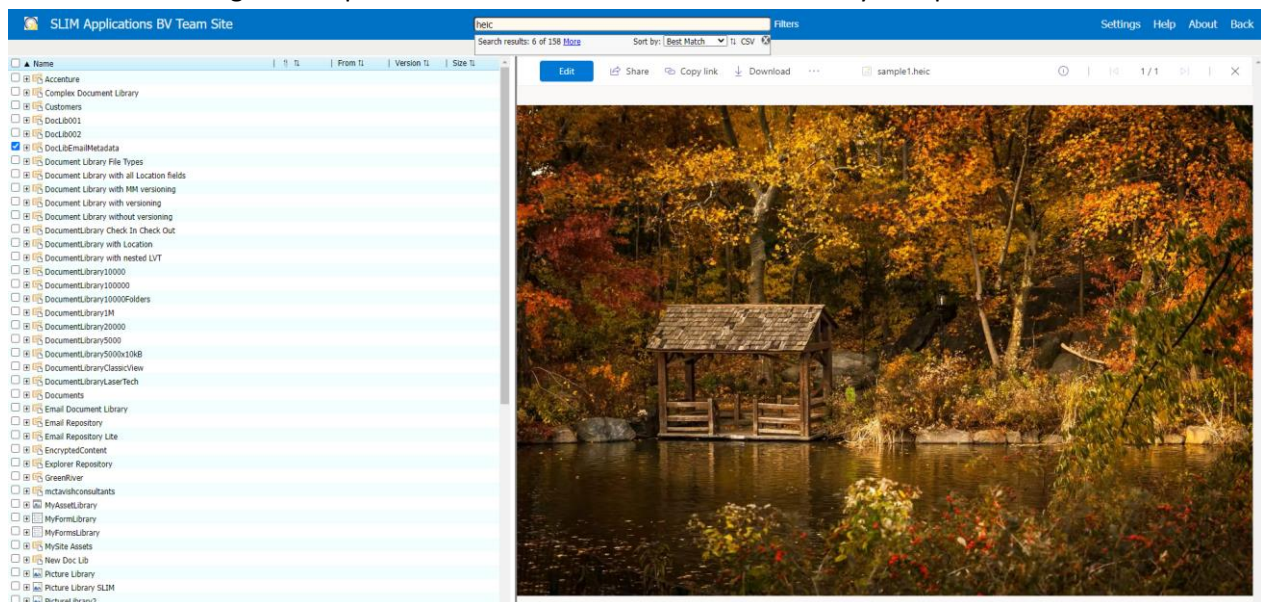 SLIM Applications BV Team Site
heic
Filters
Settings Help About Back
Search results: 6 of 158 More
Sort by: Best Match
CSV
Name
From
Version
Size
Edit
Share
Copy link
Download
...
sample1.heic
1 / 1
Accenture
Complex Document Library
Customers
DocLib001
DocLib002
DocLibEmailMetadata
Document Library File Types
Document Library with all Location fields
Document Library with MM versioning
Document Library with versioning
Document Library without versioning
DocumentLibrary Check In Check Out
DocumentLibrary with Location
DocumentLibrary with nested LVT
DocumentLibrary10000
DocumentLibrary100000
DocumentLibrary10000Folders
DocumentLibrary1M
DocumentLibrary20000
DocumentLibrary5000
DocumentLibrary5000x10kB
DocumentLibraryClassicView
DocumentLibraryLaserTech
Documents
Email Document Library
Email Repository
Email Repository Lite
EncryptedContent
Explorer Repository
GreenRiver
mctavishconsultants
MyAssetLibrary
MyFormLibrary
MyFormsLibrary
MySite Assets
New Doc Lib
Picture Library
Picture Library SLIM
PictureLibrary2